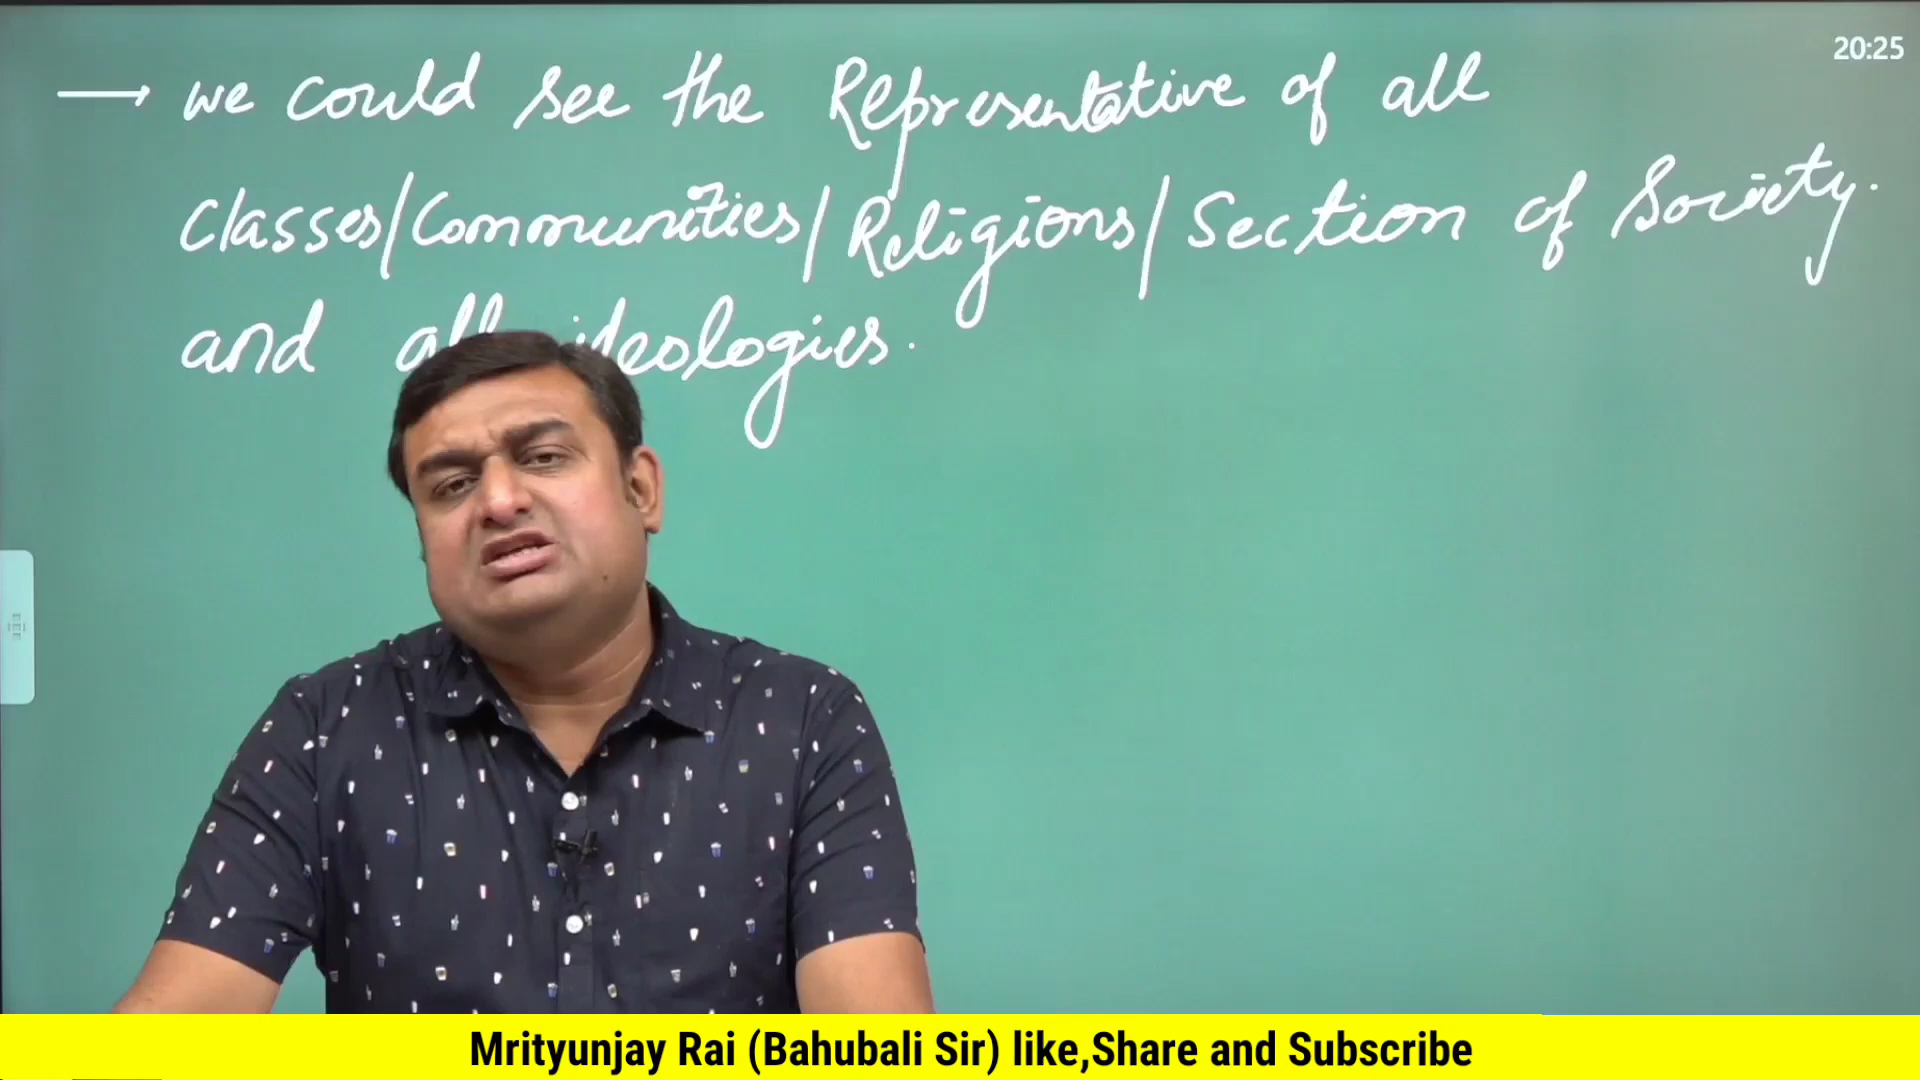 20:25
→ we could see the Representative of all
Classes/Communities/Religions/Section of Society.
and all ideologies.
Mrityunjay Rai (Bahubali Sir) like,Share and Subscribe